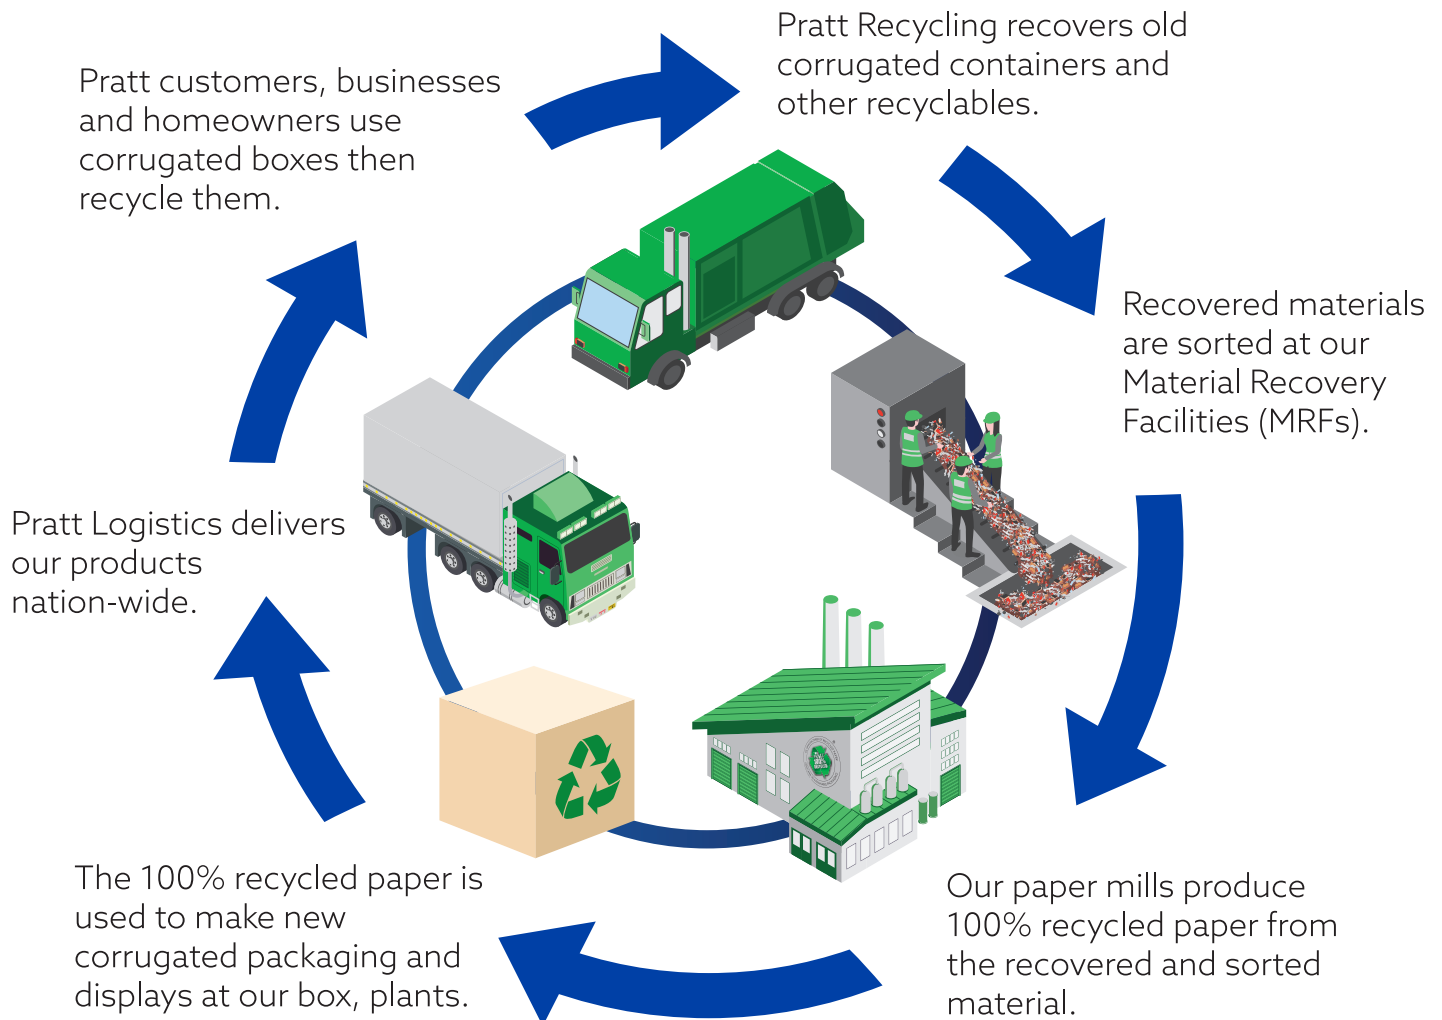 Pratt Recycling recovers old
corrugated containers and
other recyclables.
Recovered materials
are sorted at our
Material Recovery
Facilities (MRFs).
Our paper mills produce
100% recycled paper from
the recovered and sorted
material.
The 100% recycled paper is
used to make new
corrugated packaging and
displays at our box, plants.
Pratt Logistics delivers
our products
nation-wide.
Pratt customers, businesses
and homeowners use
corrugated boxes then
recycle them.